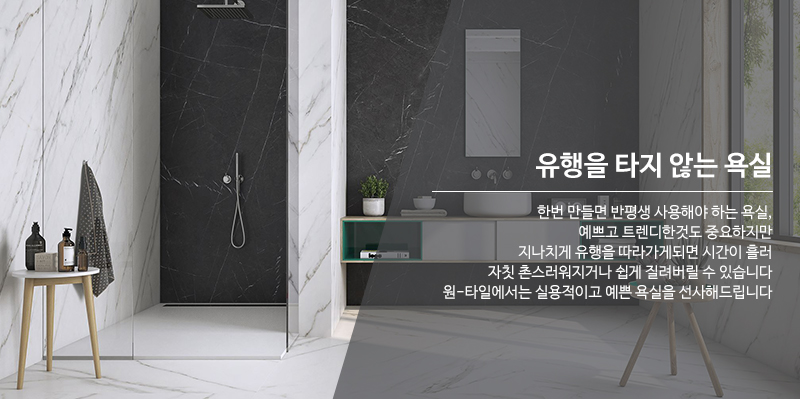 유행을 타지 않는 욕실
한번 만들면 반평생 사용해야 하는 욕실,
예쁘고 트렌디한것도 중요하지만
지나치게 유행을 따라가게되면 시간이 흘러
자칫 촌스러워지거나 쉽게 질려버릴 수 있습니다
원-타일에서는 실용적이고 예쁜 욕실을 선사해드립니다